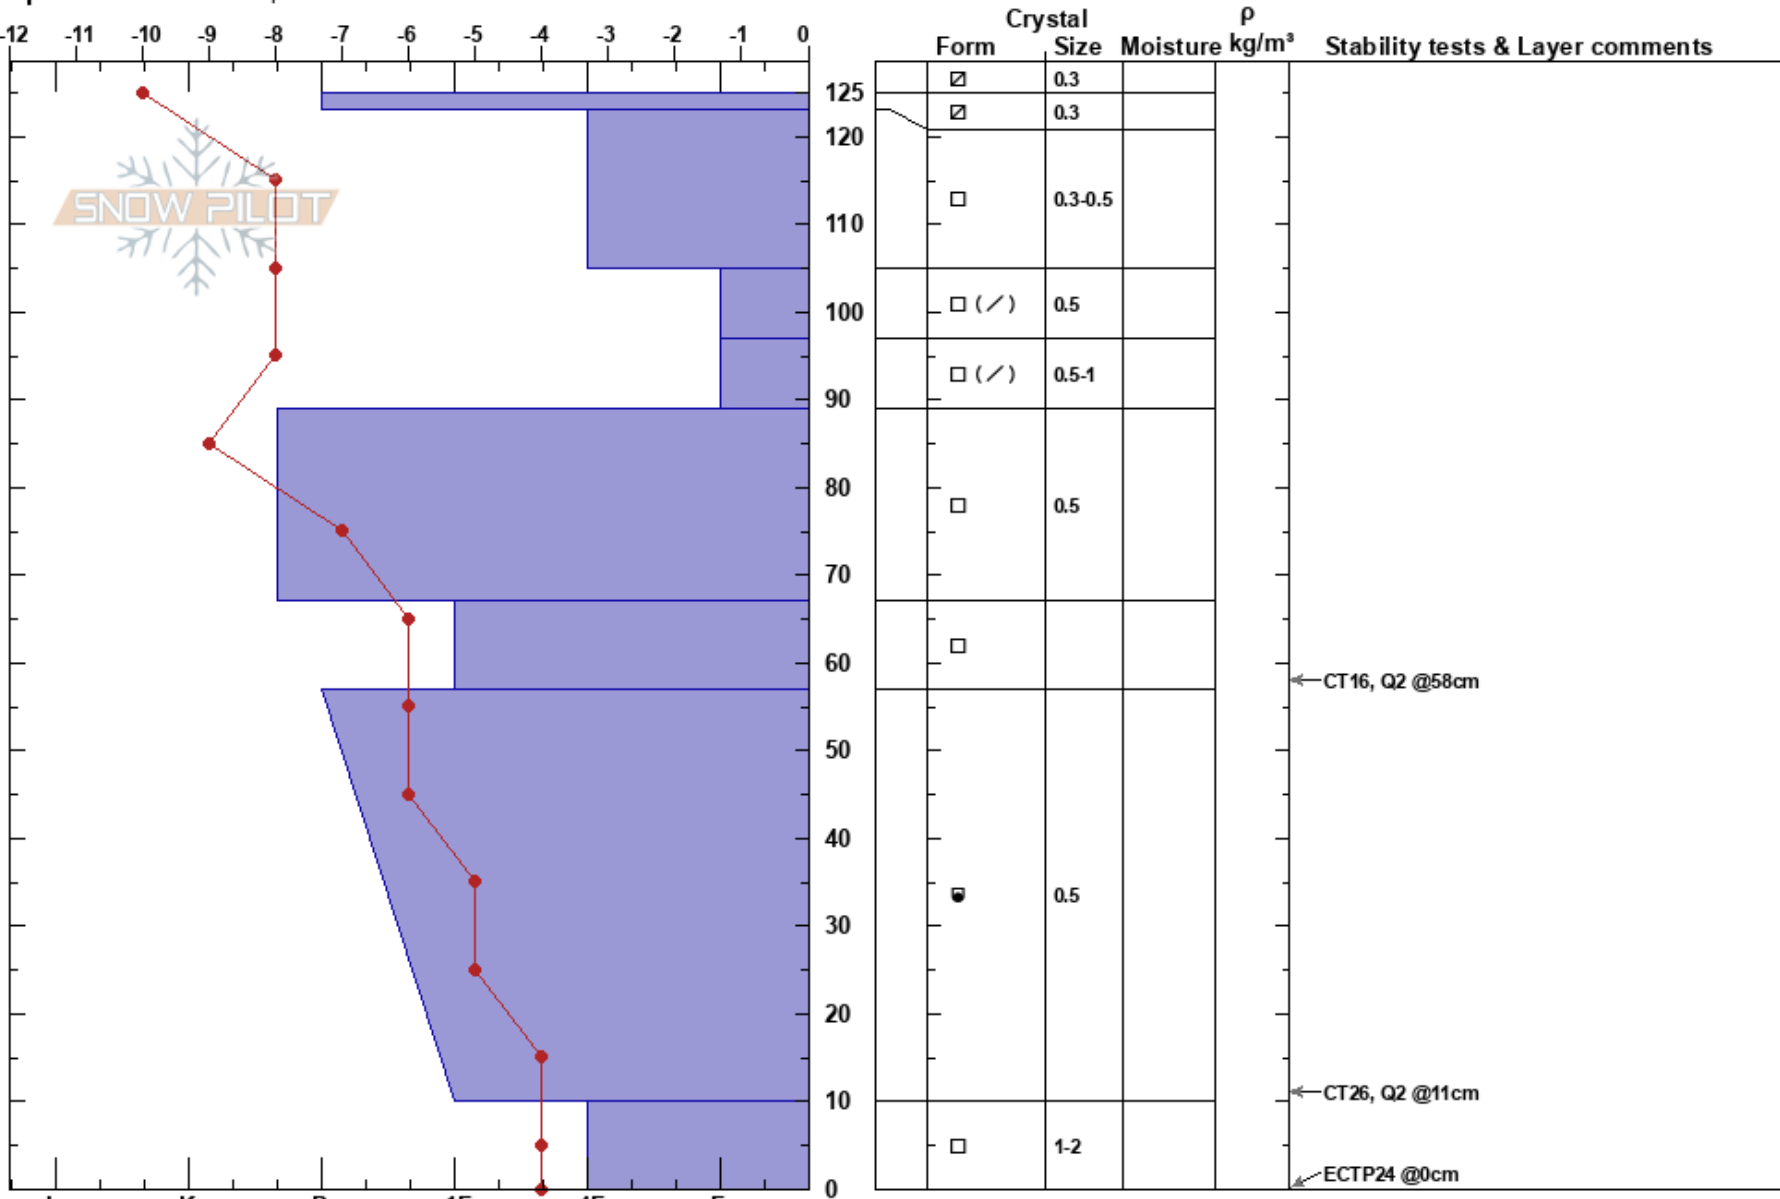 Crystal ρ
-12 -11 -10 -9 -8 -7 -6 -5 -4 -3 -2 -1 0 Form Size Moisture kg/m³ Stability tests & Layer comments
0.3
125
0.3
120
SNOW PILOT
0.3-0.5
110
100 (/) 0.5
(/) 0.5-1
90
80
0.5
70
60
CT16, Q2 @58cm
50
40
0.5
30
20
10 CT26, Q2 @11cm
1-2
ECTP24 @0cm
0